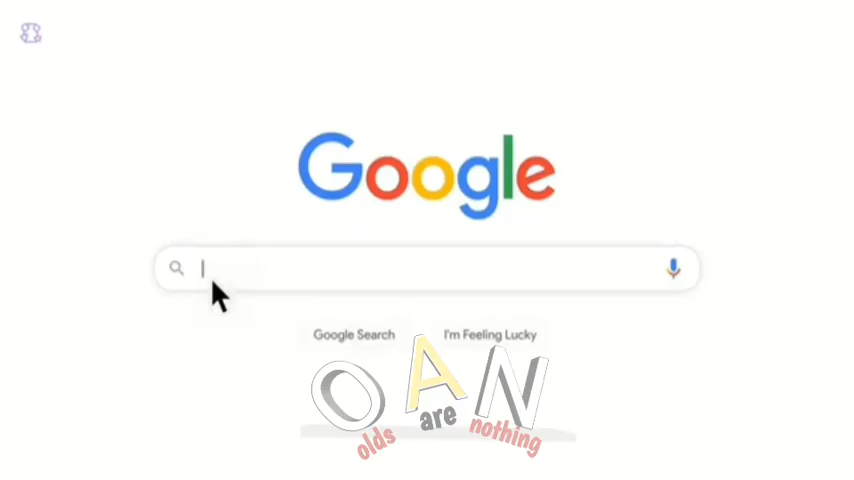 Google
Google Search
I'm Feeling Lucky
OAN
olds are nothing